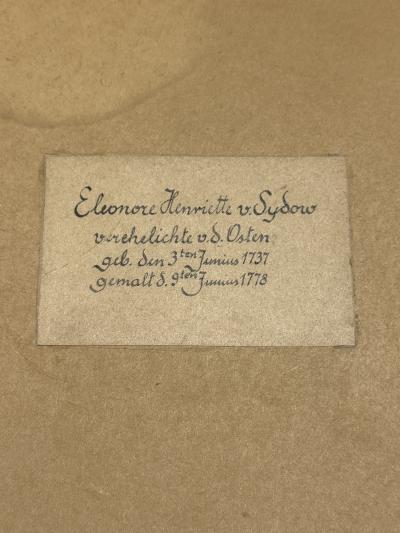 Eleonore Henriette v. Sydow
verehelichte v. d. Osten
geb. den 3ten Junius 1737
gemalt d. 9ten Junius 1778